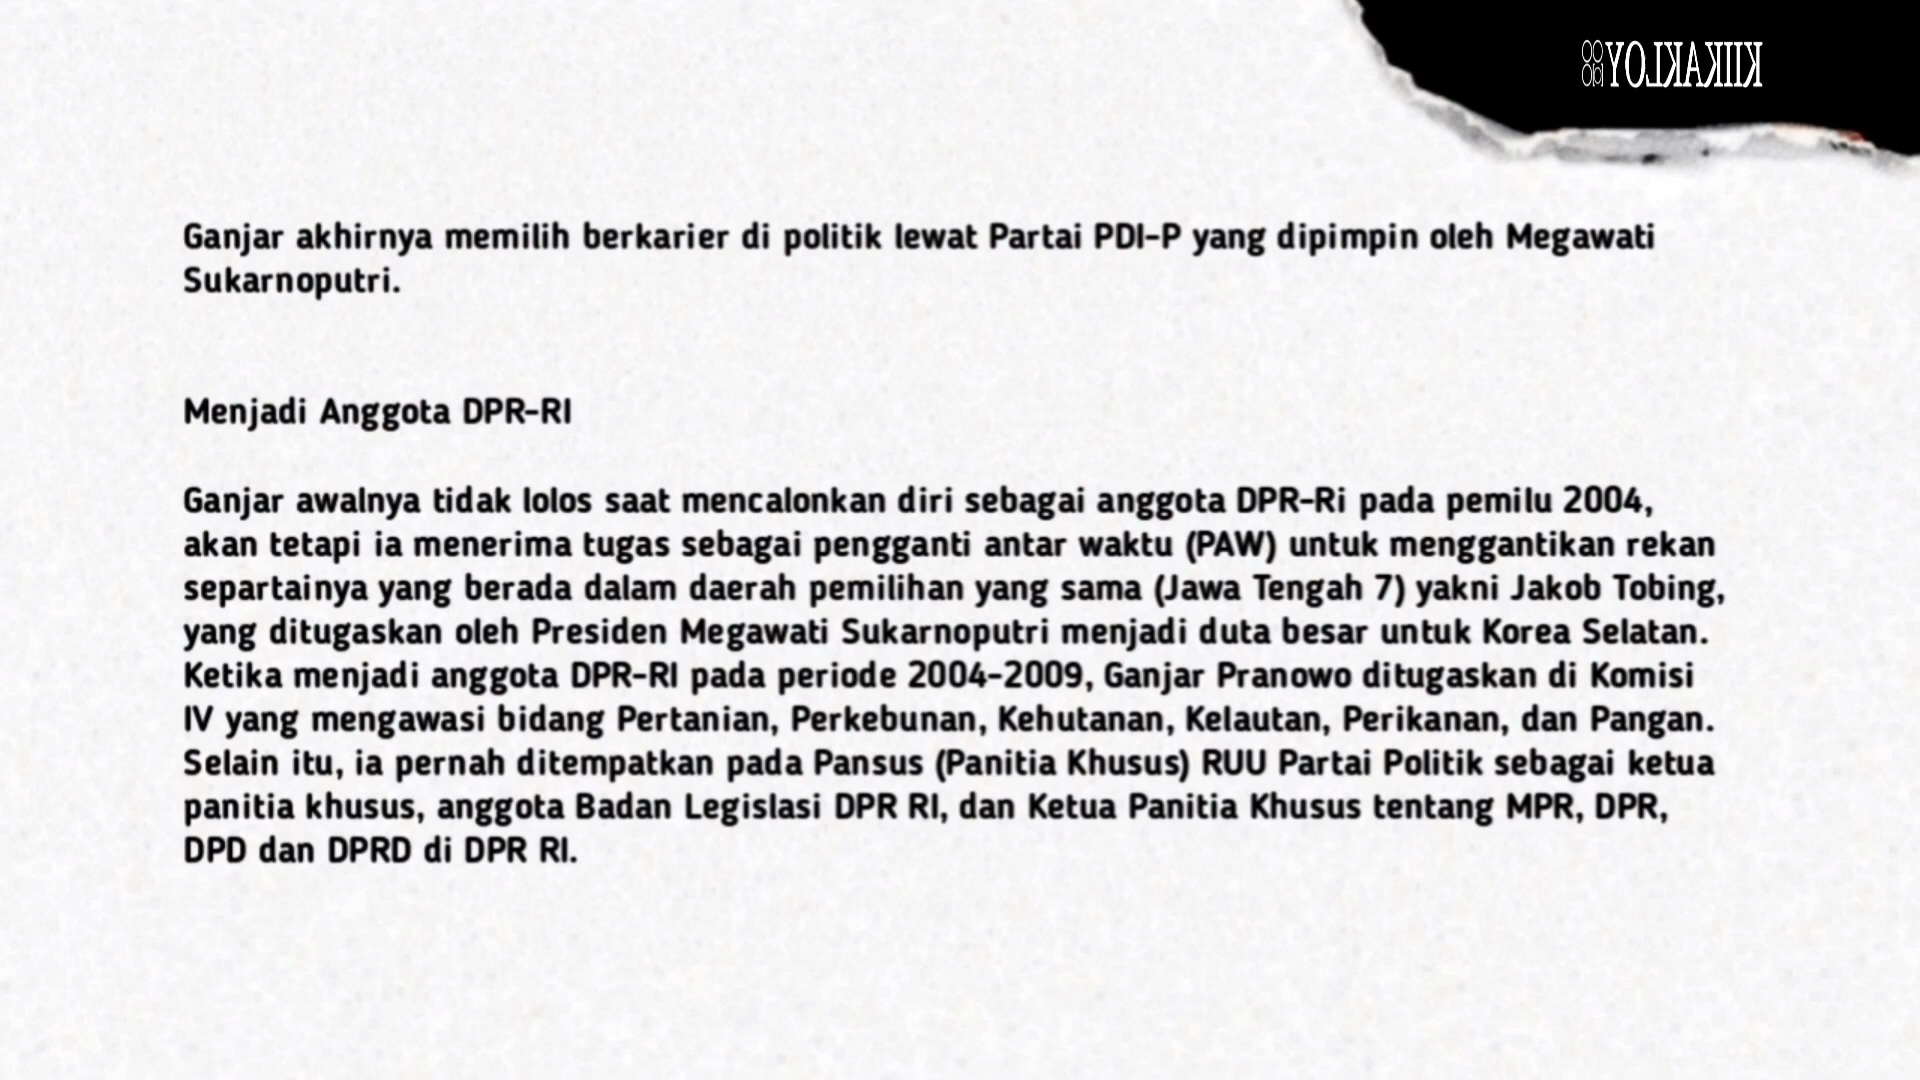 KIIKAKLOY
Ganjar akhirnya memilih berkarier di politik lewat Partai PDI-P yang dipimpin oleh Megawati
Sukarnoputri.
Menjadi Anggota DPR-RI
Ganjar awalnya tidak lolos saat mencalonkan diri sebagai anggota DPR-Ri pada pemilu 2004,
akan tetapi ia menerima tugas sebagai pengganti antar waktu (PAW) untuk menggantikan rekan
separtainya yang berada dalam daerah pemilihan yang sama (Jawa Tengah 7) yakni Jakob Tobing,
yang ditugaskan oleh Presiden Megawati Sukarnoputri menjadi duta besar untuk Korea Selatan.
Ketika menjadi anggota DPR-RI pada periode 2004-2009, Ganjar Pranowo ditugaskan di Komisi
IV yang mengawasi bidang Pertanian, Perkebunan, Kehutanan, Kelautan, Perikanan, dan Pangan.
Selain itu, ia pernah ditempatkan pada Pansus (Panitia Khusus) RUU Partai Politik sebagai ketua
panitia khusus, anggota Badan Legislasi DPR RI, dan Ketua Panitia Khusus tentang MPR, DPR,
DPD dan DPRD di DPR RI.